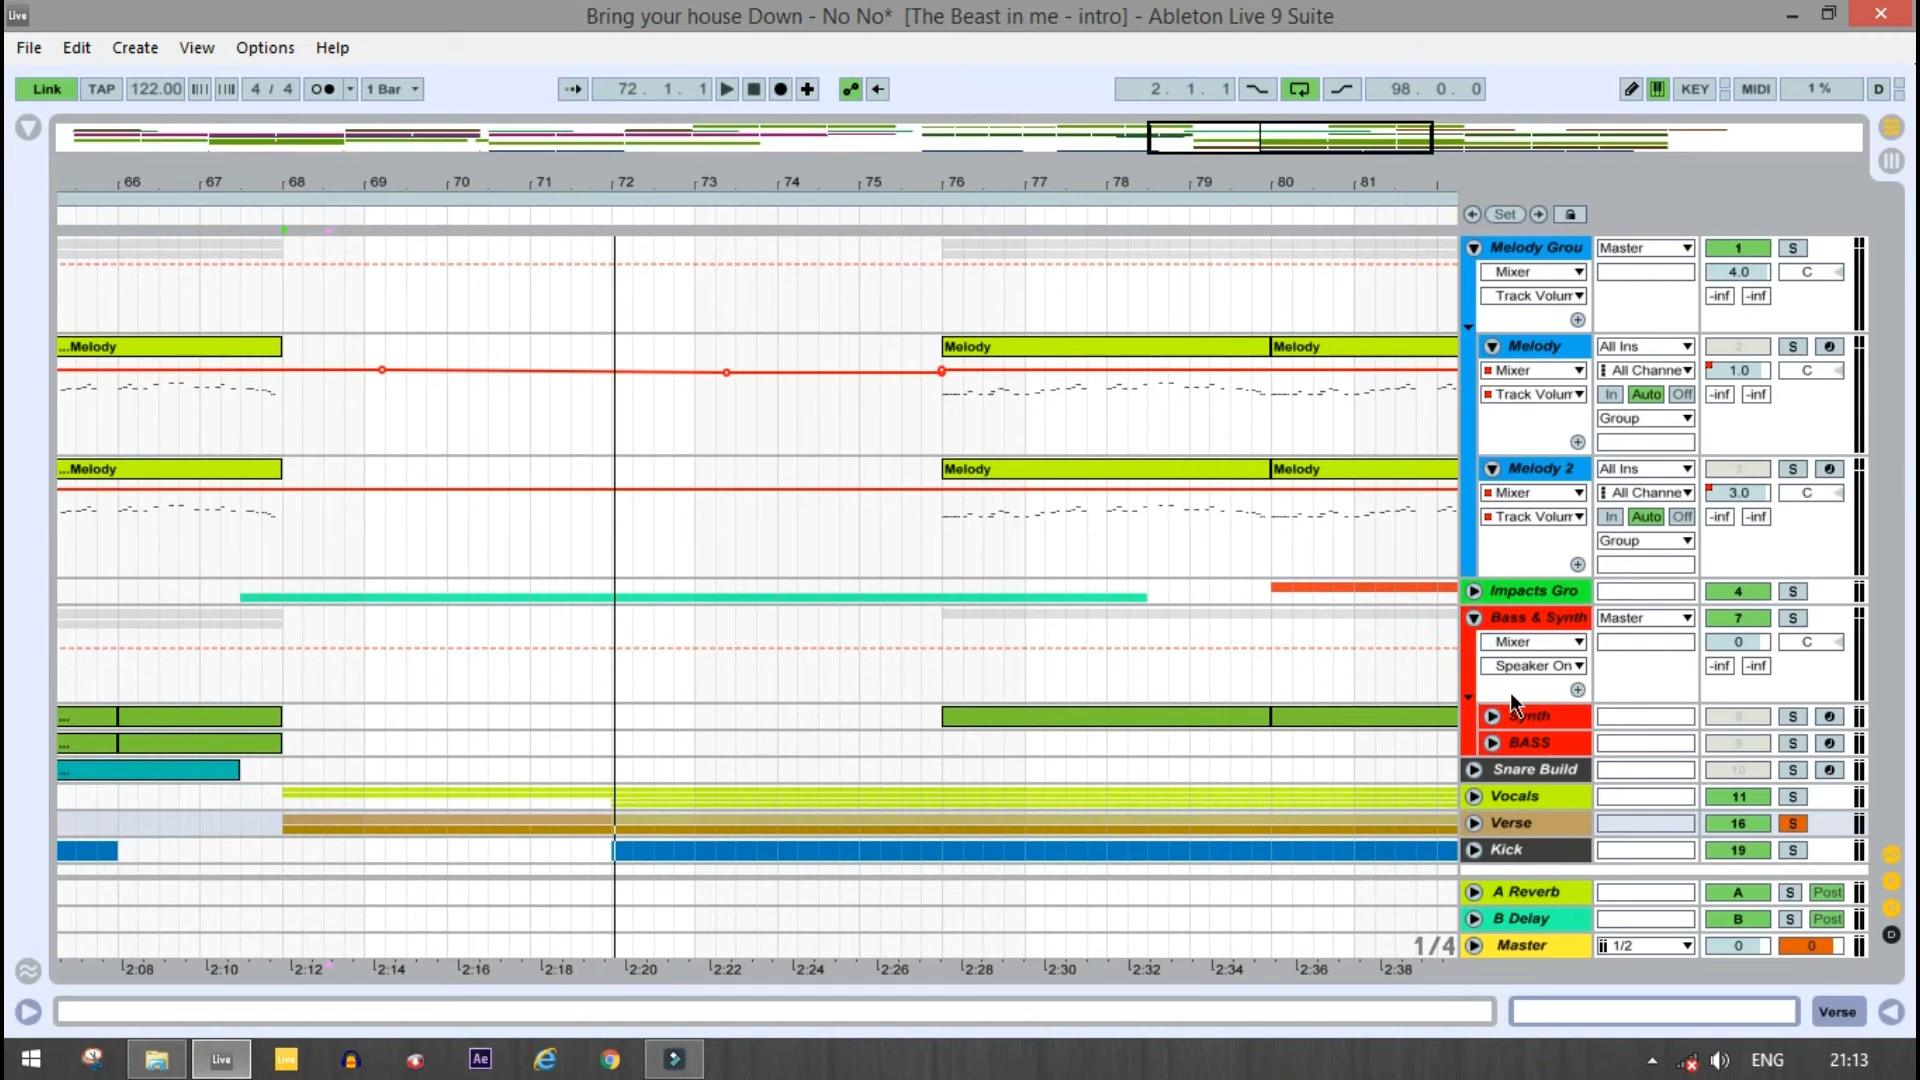 Live
Bring your house Down - No No* [The Beast in me - intro] - Ableton Live 9 Suite
File Edit Create View Options Help
Link TAP 122.00 4 / 4 1 Bar 72. 1. 1 2. 1. 1 98. 0. 0 KEY MIDI 1 % D
66 67 68 69 70 71 72 73 74 75 76 77 78 79 80 81
Set
Melody Grou Master 1 S
Mixer 4.0 C
Track Volum -inf -inf
...Melody Melody Melody Melody All Ins 2 S
Mixer All Channe 1.0 C
Track Volum In Auto Off -inf -inf
Group
...Melody Melody Melody Melody 2 All Ins 3 S
Mixer All Channe 3.0 C
Track Volum In Auto Off -inf -inf
Group
Impacts Gro 4 S
Bass & Synth Master 7 S
Mixer 0 C
Speaker On -inf -inf
... Synth 8 S
... BASS 9 S
... Snare Build 10 S
Vocals 11 S
Verse 16 S
Kick 19 S
A Reverb A S Post
B Delay B S Post
1/4 Master 1/2 0 0
D
2:08 2:10 2:12 2:14 2:16 2:18 2:20 2:22 2:24 2:26 2:28 2:30 2:32 2:34 2:36 2:38
Verse
Live Live Ae ENG 21:13